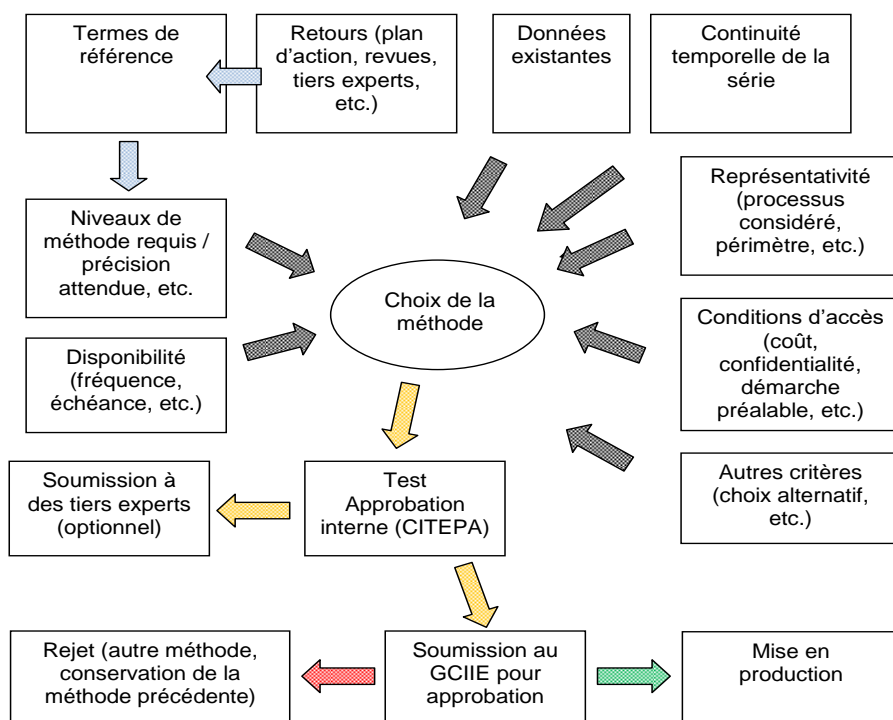 Termes de
référence
Retours (plan
d'action, revues,
tiers experts,
etc.)
Données
existantes
Continuité
temporelle de la
série
Niveaux de
méthode requis /
précision
attendue, etc.
Représentativité
(processus
considéré,
périmètre, etc.)
Choix de la
méthode
Disponibilité
(fréquence,
échéance, etc.)
Conditions d'accès
(coût,
confidentialité,
démarche
préalable, etc.)
Soumission à
des tiers experts
(optionnel)
Test
Approbation
interne (CITEPA)
Autres critères
(choix alternatif,
etc.)
Rejet (autre méthode,
conservation de la
méthode précédente)
Soumission au
GCIIE pour
approbation
Mise en
production